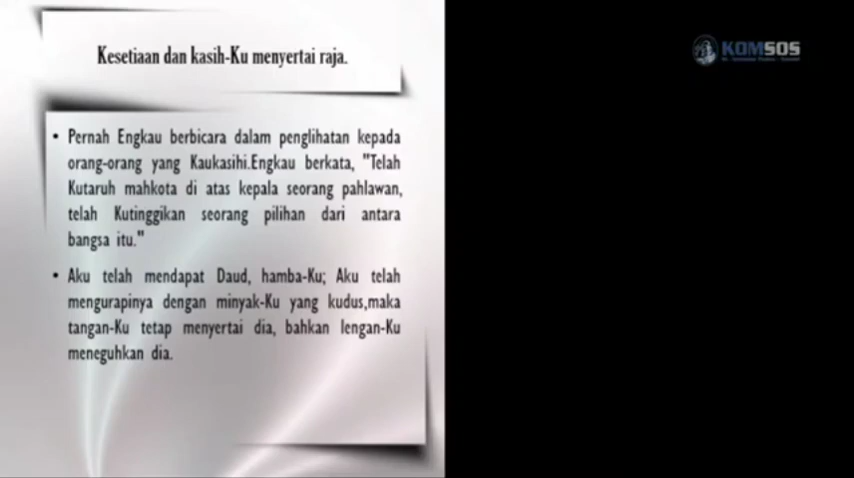 Kesetiaan dan kasih-Ku menyertai raja.
• Pernah Engkau berbicara dalam penglihatan kepada
orang-orang yang Kaukasihi.Engkau berkata, "Telah
Kutaruh mahkota di atas kepala seorang pahlawan,
telah Kutinggikan seorang pilihan dari antara
bangsa itu."
• Aku telah mendapat Daud, hamba-Ku; Aku telah
mengurapinya dengan minyak-Ku yang kudus,maka
tangan-Ku tetap menyertai dia, bahkan lengan-Ku
meneguhkan dia.
KOMSOS